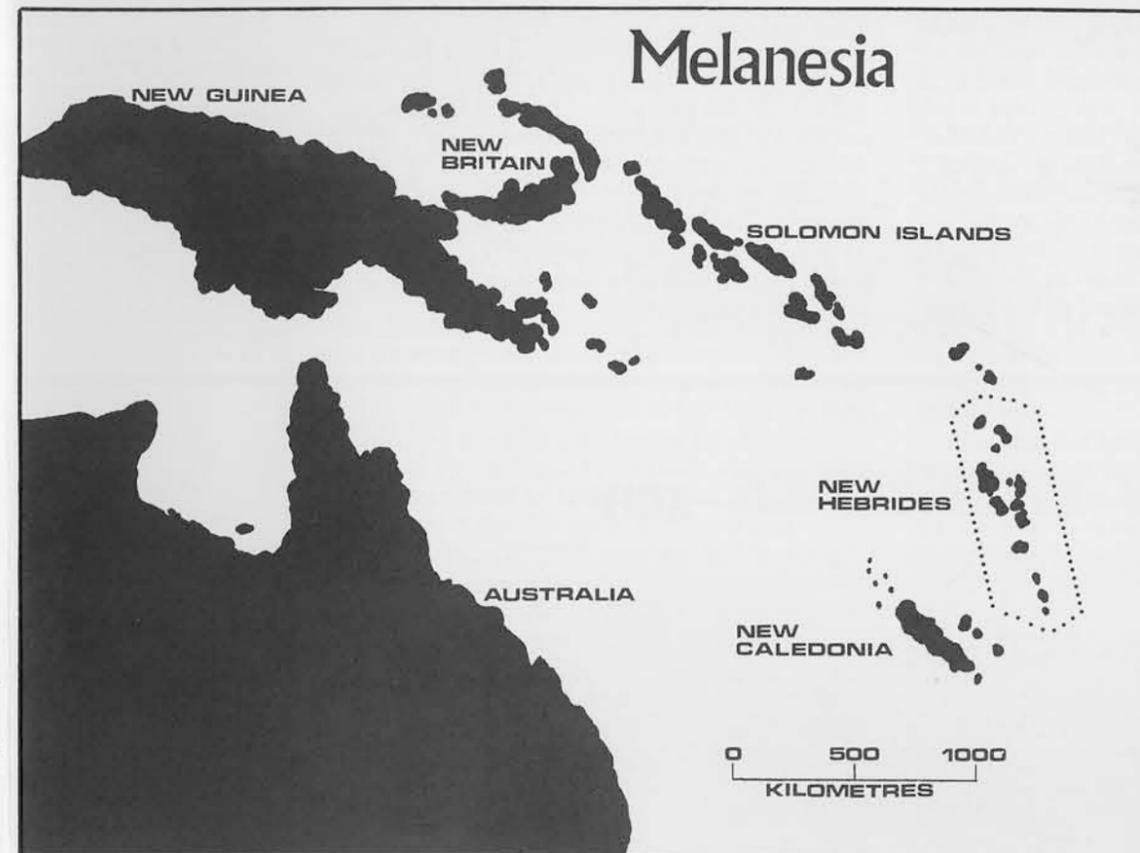 Melanesia
NEW GUINEA
NEW
BRITAIN
SOLOMON ISLANDS
NEW
HEBRIDES
AUSTRALIA
NEW
CALEDONIA
0 500 1000
KILOMETRES